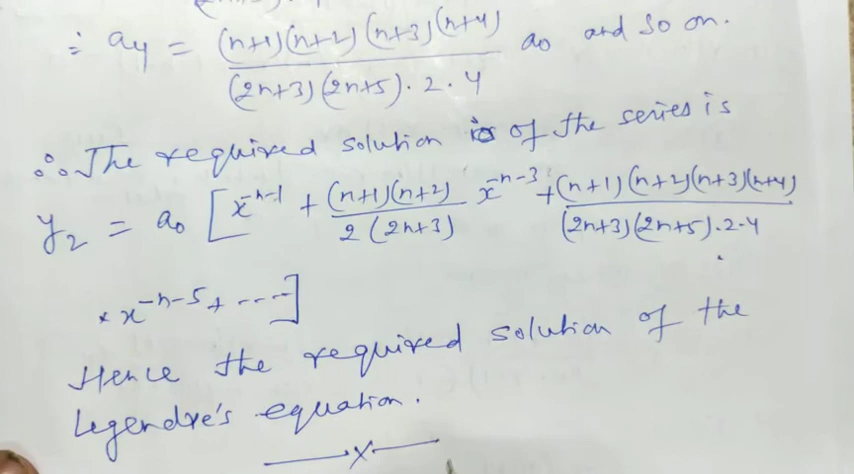 ∴ a₄ = (n+1)(n+2)(n+3)(n+4) / (2n+3)(2n+5).2.4 a₀ and so on.
∴ The required solution of the series is
y₂ = a₀ [x^{-n-1} + (n+1)(n+2) / 2(2n+3) x^{-n-3} + (n+1)(n+2)(n+3)(n+4) / (2n+3)(2n+5).2.4
× x^{-n-5} + ----]
Hence the required solution of the
Legendre's equation.
—x—